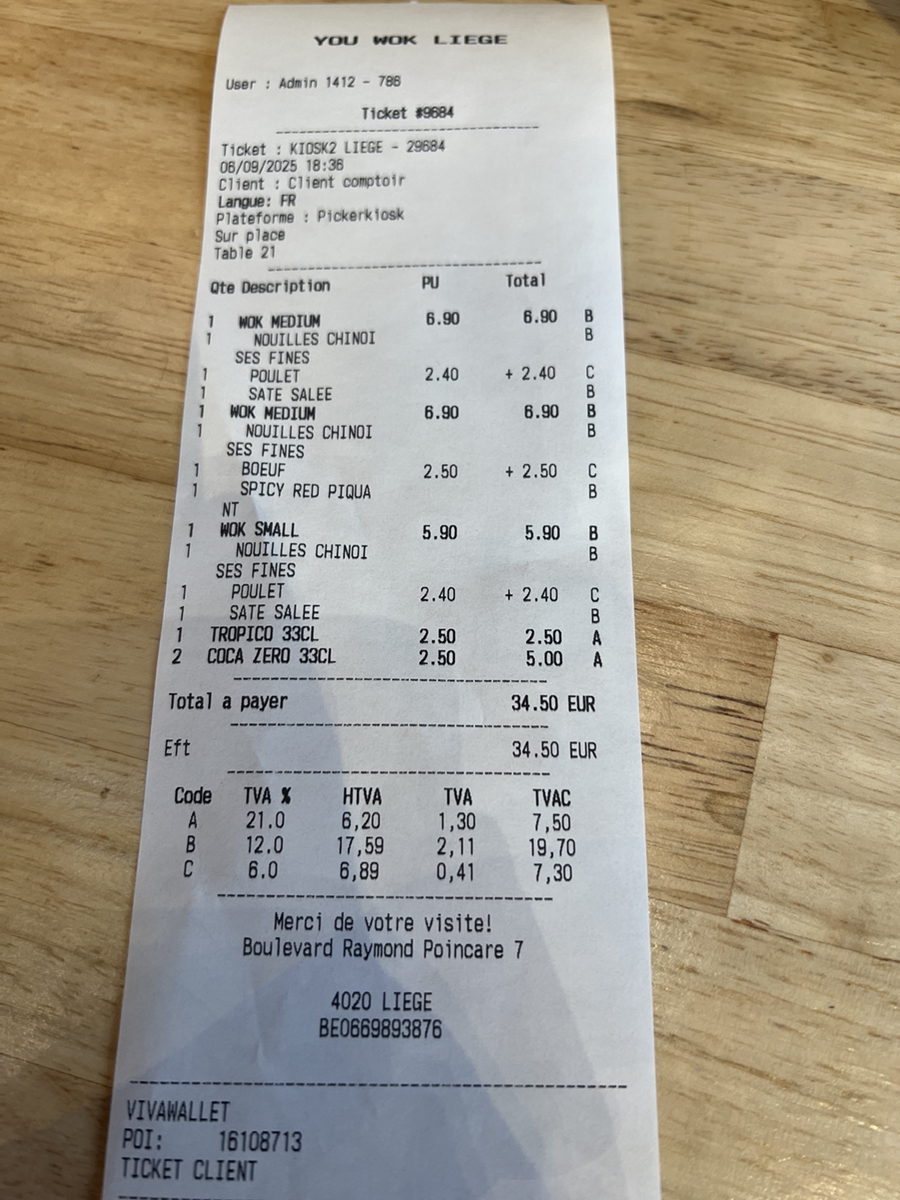 YOU WOK LIEGE
User : Admin 1412 - 786
Ticket #9684
Ticket : KIOSK2 LIEGE - 29684
06/09/2025 18:36
Client : Client comptoir
Langue: FR
Plateforme : Pickerkiosk
Sur place
Table 21
Qte Description PU Total
1 WOK MEDIUM 6.90 6.90 B
1 NOUILLES CHINOI B
SES FINES
1 POULET 2.40 + 2.40 C
1 SATE SALEE B
1 WOK MEDIUM 6.90 6.90 B
1 NOUILLES CHINOI B
SES FINES
1 BOEUF 2.50 + 2.50 C
1 SPICY RED PIQUA B
NT
1 WOK SMALL 5.90 5.90 B
1 NOUILLES CHINOI B
SES FINES
1 POULET 2.40 + 2.40 C
1 SATE SALEE B
1 TROPICO 33CL 2.50 2.50 A
2 COCA ZERO 33CL 2.50 5.00 A
Total a payer 34.50 EUR
Eft 34.50 EUR
Code TVA % HTVA TVA TVAC
A 21.0 6,20 1,30 7,50
B 12.0 17,59 2,11 19,70
C 6.0 6,89 0,41 7,30
Merci de votre visite!
Boulevard Raymond Poincare 7
4020 LIEGE
BE0669893876
VIVAWALLET
POI: 16108713
TICKET CLIENT